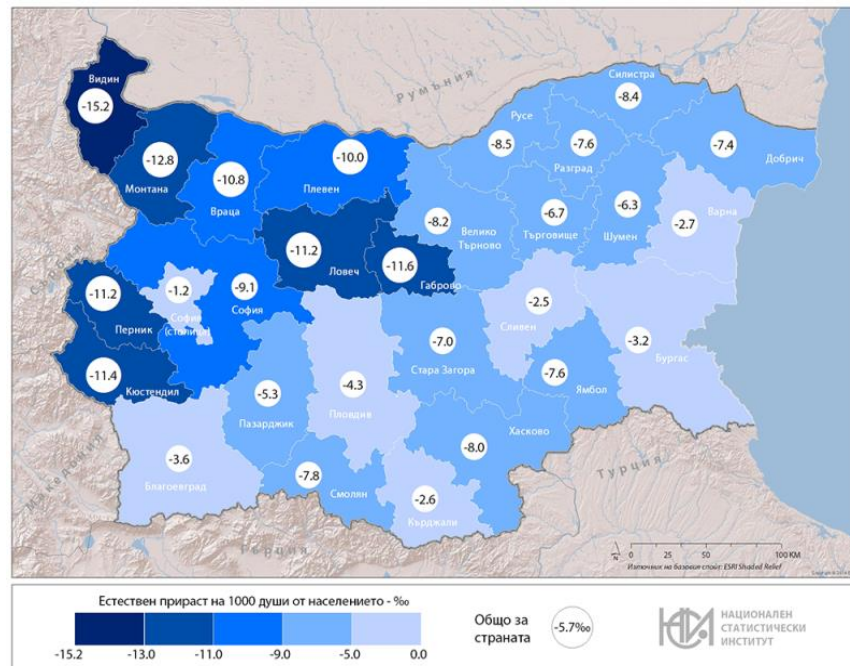 Румъния
Видин
-15.2
Силистра
-8.4
Русе
-8.5
-7.6
Разград
-7.4
Добрич
-12.8
Монтана
-10.8
Враца
-10.0
Плевен
-8.2
Велико
Търново
-6.7
Търговище
-6.3
Шумен
Варна
-2.7
-11.2
Ловеч
-11.6
Габрово
Сърбия
-11.2
Перник
-1.2
София
(столица)
-9.1
София
-2.5
Сливен
-3.2
Бургас
-11.4
Кюстендил
-5.3
Пазарджик
-4.3
Пловдив
-7.0
Стара Загора
-7.6
Ямбол
Хасково
-8.0
-3.6
Благоевград
-7.8
Смолян
-2.6
Кърджали
Македония
Гърция
Турция
0 25 50 100 КМ
Източник на базовия слой: ESRI Shaded Relief
Естествен прираст на 1000 души от населението - ‰
-15.2 -13.0 -11.0 -9.0 -5.0 0.0
Общо за
страната
-5.7‰
НСИ
НАЦИОНАЛЕН
СТАТИСТИЧЕСКИ
ИНСТИТУТ